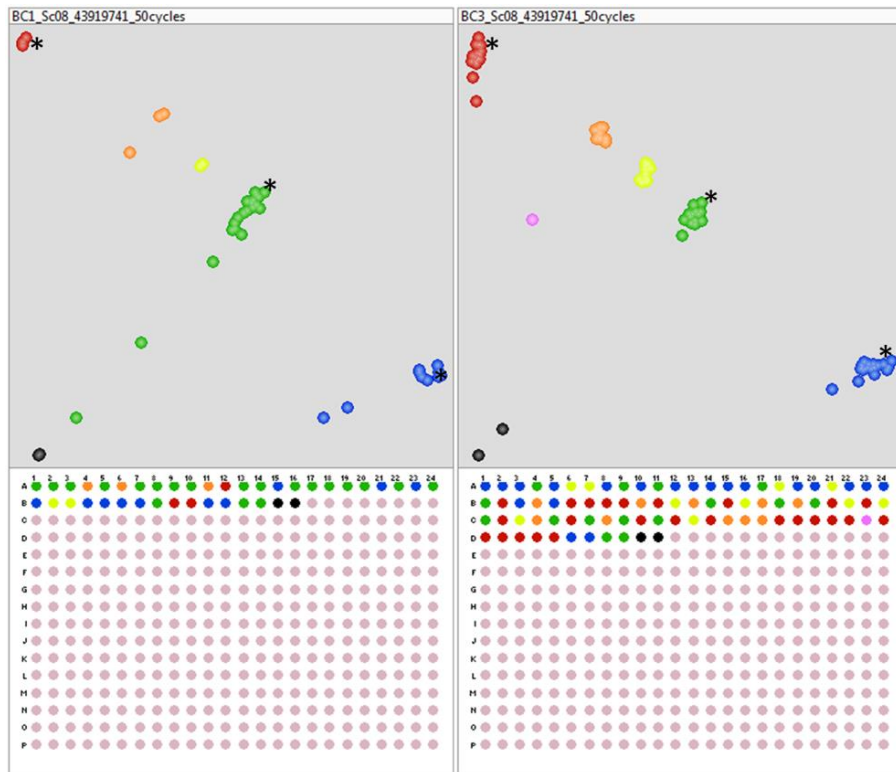 BC1_Sc08_43919741_50cycles
BC3_Sc08_43919741_50cycles
*
*
*
*
*
*
1 2 3 4 5 6 7 8 9 10 11 12 13 14 15 16 17 18 19 20 21 22 23 24
A
B
C
D
E
F
G
H
I
J
K
L
M
N
O
P
1 2 3 4 5 6 7 8 9 10 11 12 13 14 15 16 17 18 19 20 21 22 23 24
A
B
C
D
E
F
G
H
I
J
K
L
M
N
O
P